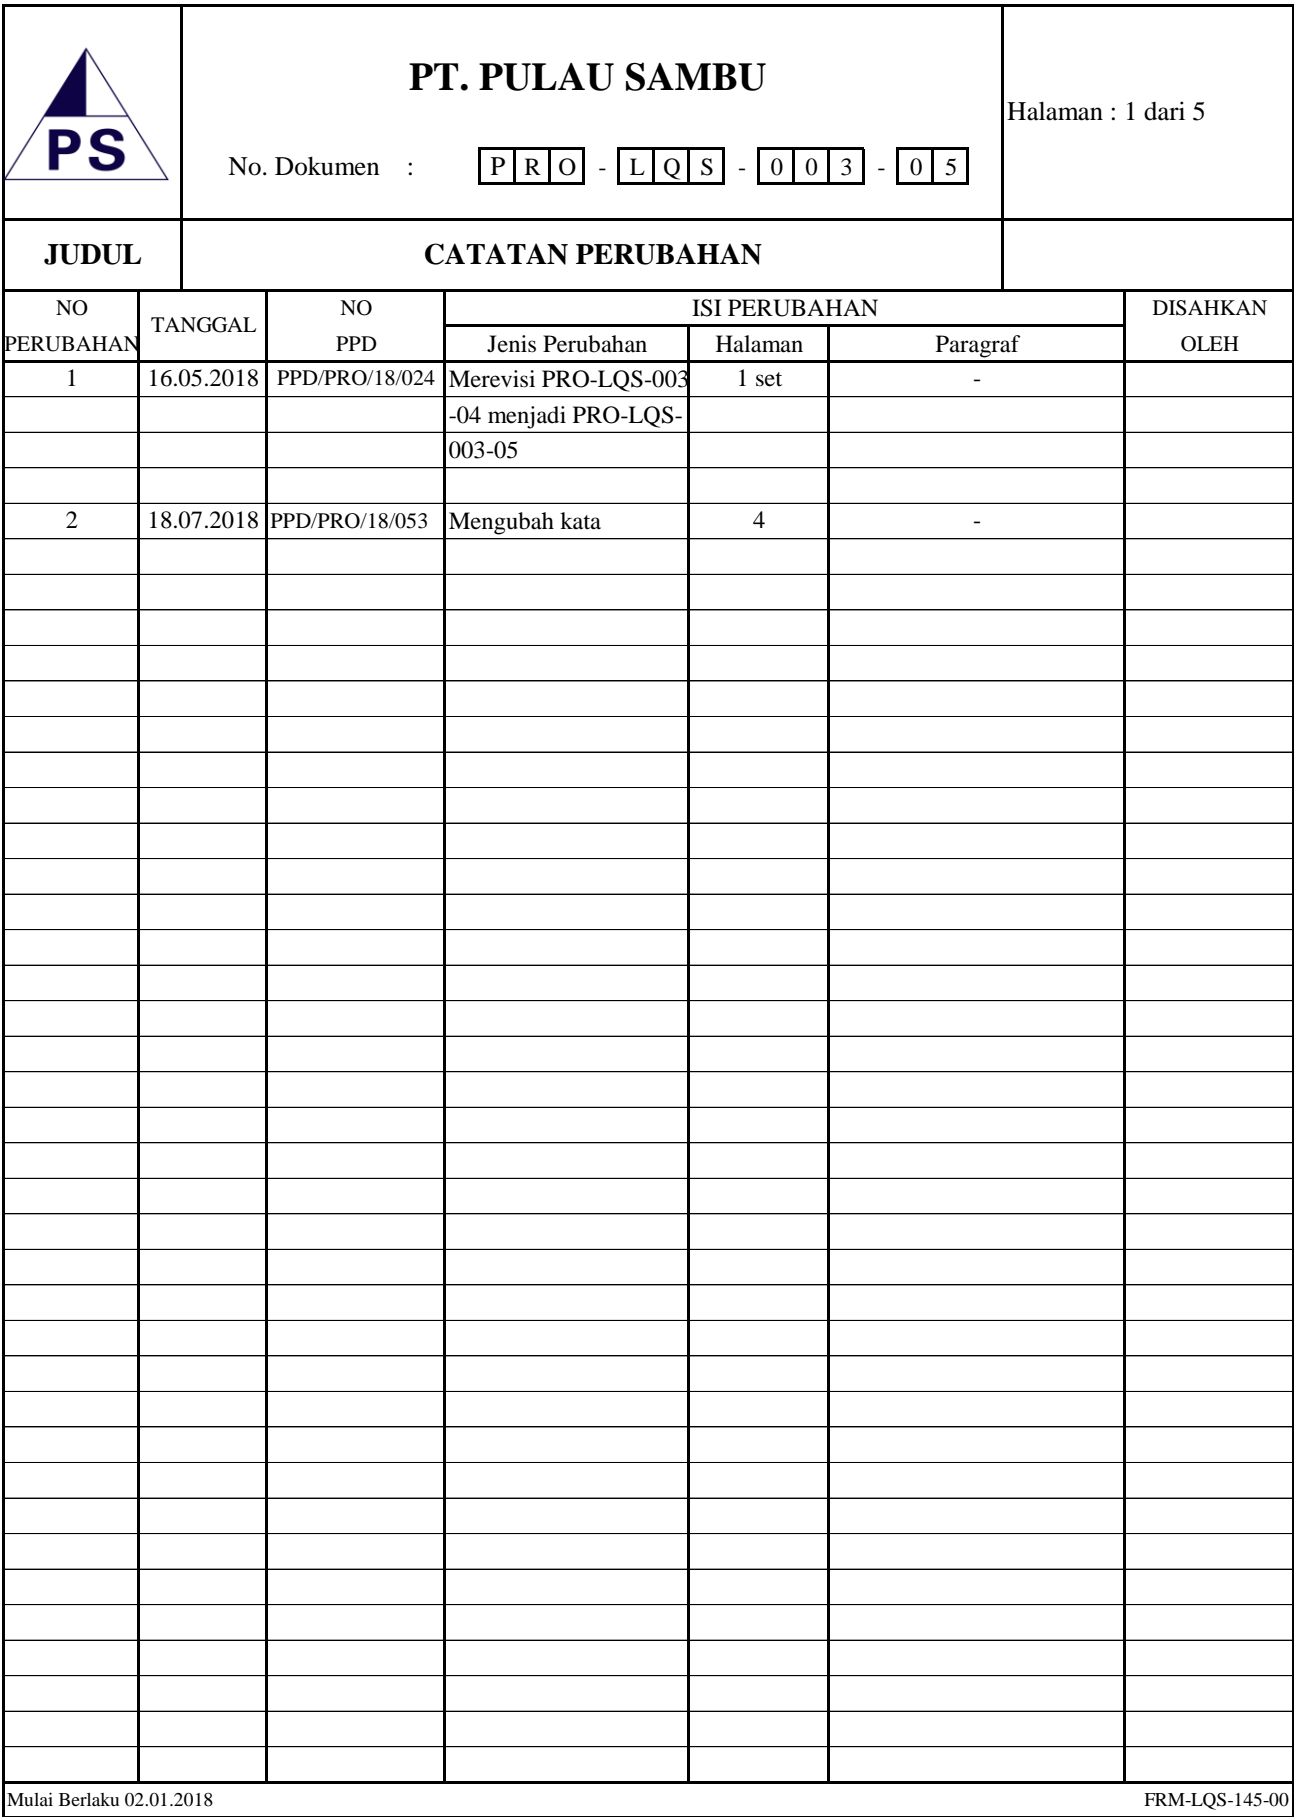 PS
PT. PULAU SAMBU
Halaman : 1 dari 5
No. Dokumen : P R O - L Q S - 0 0 3 - 0 5
JUDUL CATATAN PERUBAHAN
NO PERUBAHAN TANGGAL NO PPD ISI PERUBAHAN DISAHKAN OLEH
Jenis Perubahan Halaman Paragraf
1 16.05.2018 PPD/PRO/18/024 Merevisi PRO-LQS-003 1 set -
-04 menjadi PRO-LQS-
003-05
2 18.07.2018 PPD/PRO/18/053 Mengubah kata 4 -
Mulai Berlaku 02.01.2018 FRM-LQS-145-00